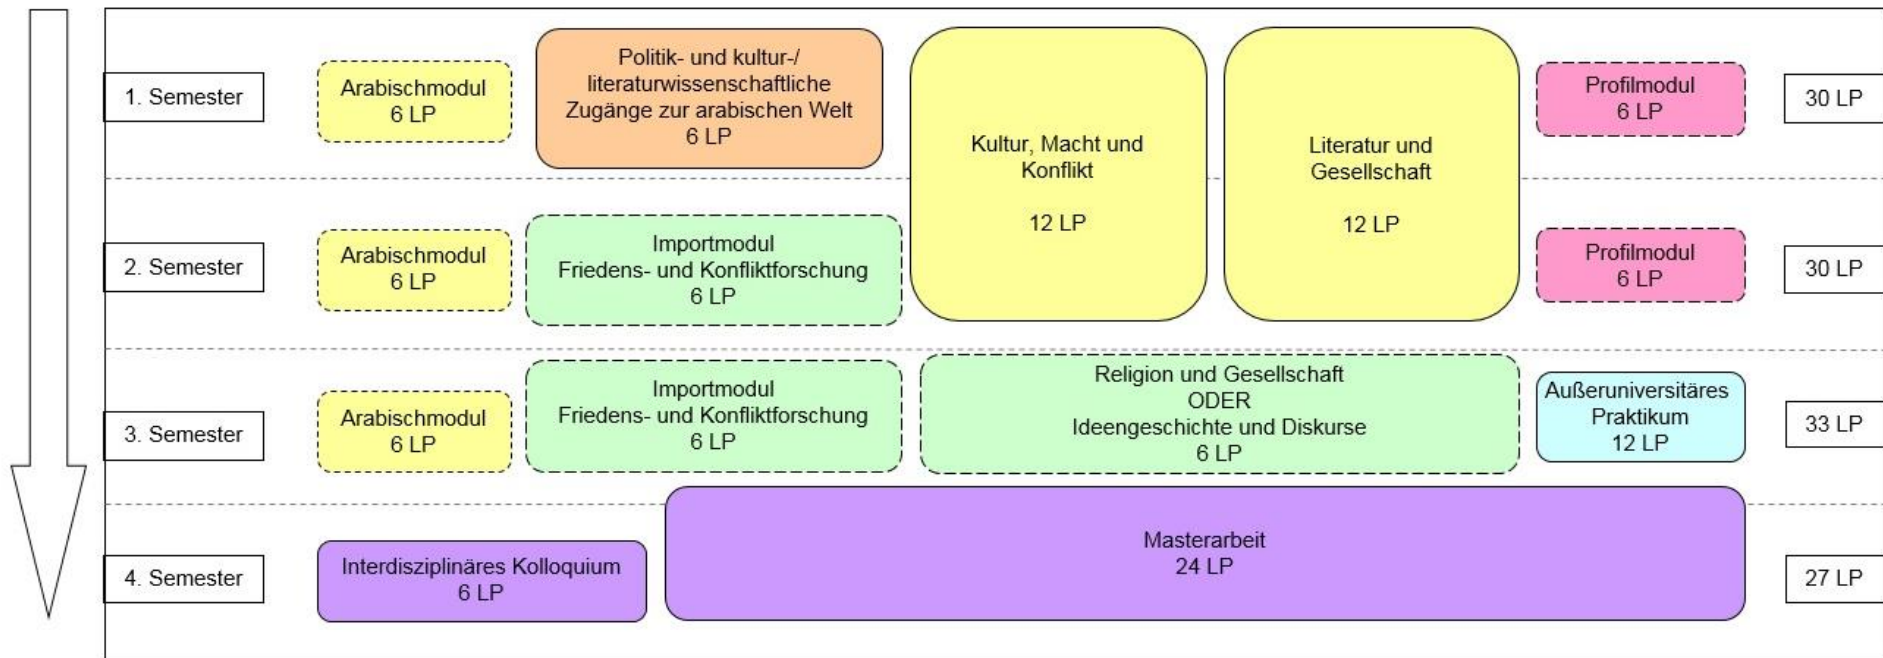 1. Semester
Arabischmodul
6 LP
Politik- und kultur-/
literaturwissenschaftliche
Zugänge zur arabischen Welt
6 LP
Kultur, Macht und
Konflikt
12 LP
Literatur und
Gesellschaft
12 LP
Profilmodul
6 LP
30 LP
2. Semester
Arabischmodul
6 LP
Importmodul
Friedens- und Konfliktforschung
6 LP
Profilmodul
6 LP
30 LP
3. Semester
Arabischmodul
6 LP
Importmodul
Friedens- und Konfliktforschung
6 LP
Religion und Gesellschaft
ODER
Ideengeschichte und Diskurse
6 LP
Außeruniversitäres
Praktikum
12 LP
33 LP
4. Semester
Interdisziplinäres Kolloquium
6 LP
Masterarbeit
24 LP
27 LP